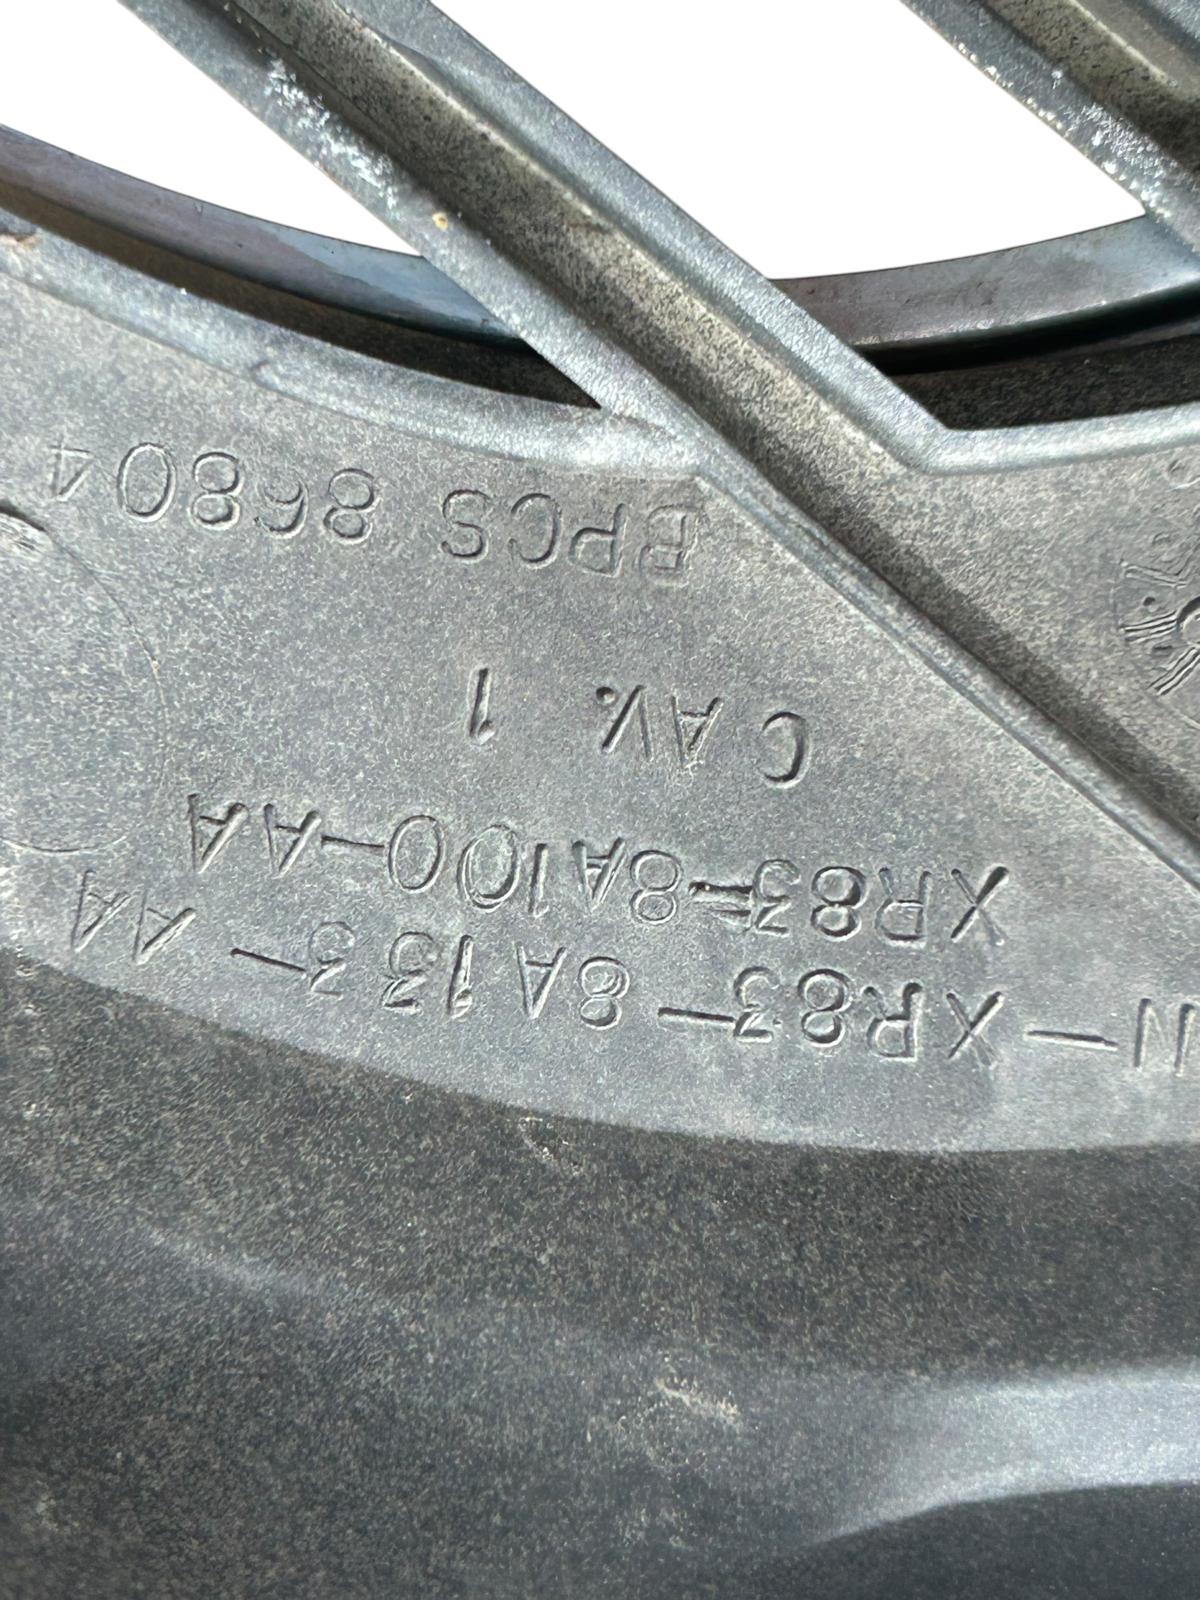 N-XR83-8A133-AA
XR83-8A100-AA
CAV. 1
BPCS 86804